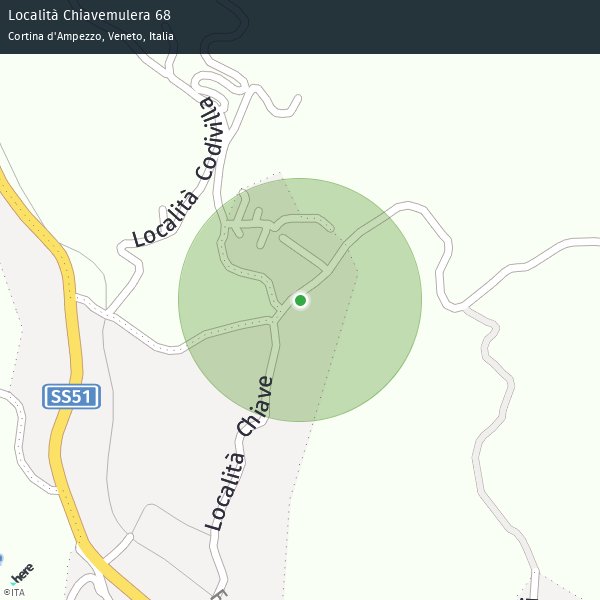 Località Chiavemulera 68
Cortina d'Ampezzo, Veneto, Italia
Località Codivilla
SS51
Località Chiave
here
©ITA